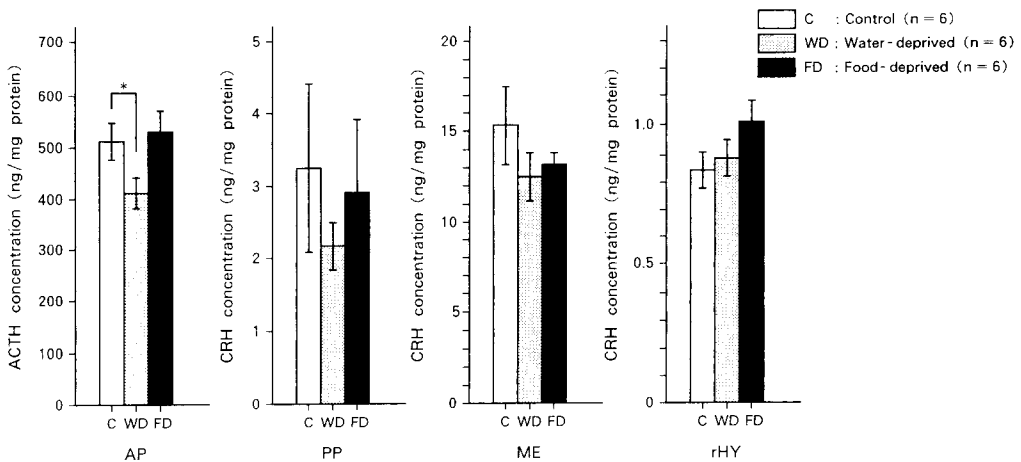 C : Control (n = 6)
WD : Water-deprived (n = 6)
FD : Food-deprived (n = 6)
ACTH concentration (ng/mg protein)
700
600
500
400
300
200
100
0
*
C WD FD
AP
CRH concentration (ng/mg protein)
5
4
3
2
1
0
C WD FD
PP
CRH concentration (ng/mg protein)
20
15
10
5
0
C WD FD
ME
CRH concentration (ng/mg protein)
1.0
0.5
0
C WD FD
rHY